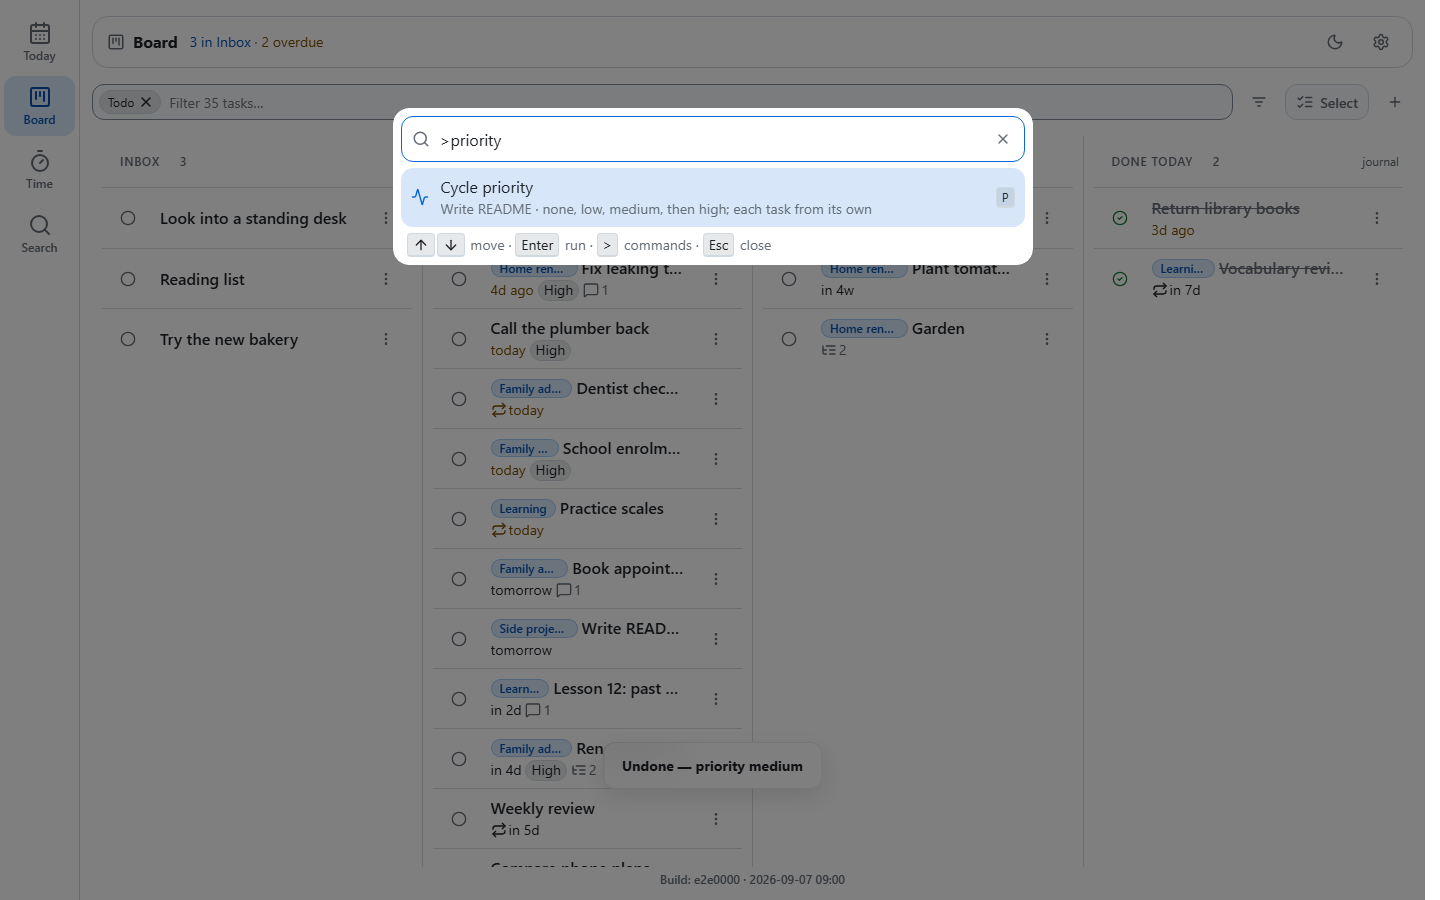 Today
Board
Time
Search
Board 3 in Inbox · 2 overdue
Todo
Filter 35 tasks...
Select
>priority
Cycle priority
Write README · none, low, medium, then high; each task from its own
P
move · Enter run · > commands · Esc close
INBOX 3
Look into a standing desk
Reading list
Try the new bakery
Home ren... Fix leaking t...
4d ago High 1
Call the plumber back
today High
Family ad... Dentist chec...
today
Family ... School enrolm...
today High
Learning Practice scales
today
Family a... Book appoint...
tomorrow 1
Side proje... Write READ...
tomorrow
Learn... Lesson 12: past ...
in 2d 1
Family ad... Ren
in 4d High 2
Weekly review
in 5d
Home ren... Plant tomat...
in 4w
Home ren... Garden
2
DONE TODAY 2 journal
Return library books
3d ago
Learni... Vocabulary revi...
in 7d
Undone — priority medium
Build: e2e0000 · 2026-09-07 09:00